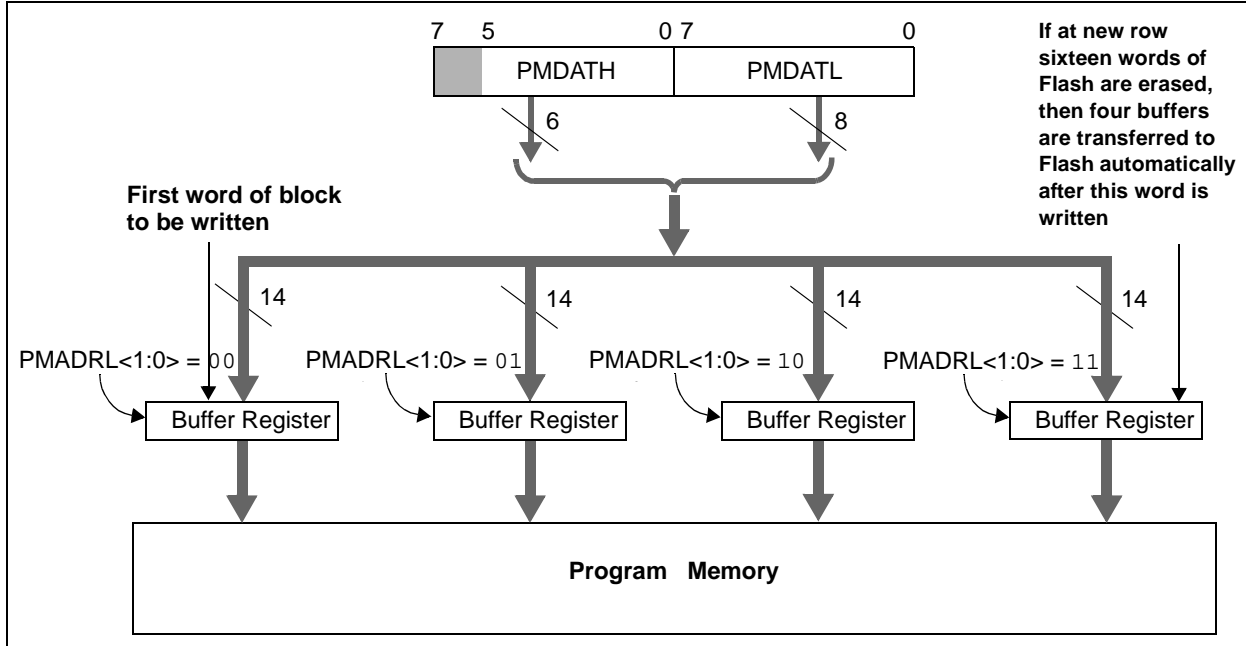 7 5 0 7 0
PMDATH PMDATL
6 8
If at new row
sixteen words of
Flash are erased,
then four buffers
are transferred to
Flash automatically
after this word is
written
First word of block
to be written
14 14 14 14
PMADRL<1:0> = 00 PMADRL<1:0> = 01 PMADRL<1:0> = 10 PMADRL<1:0> = 11
Buffer Register Buffer Register Buffer Register Buffer Register
Program Memory